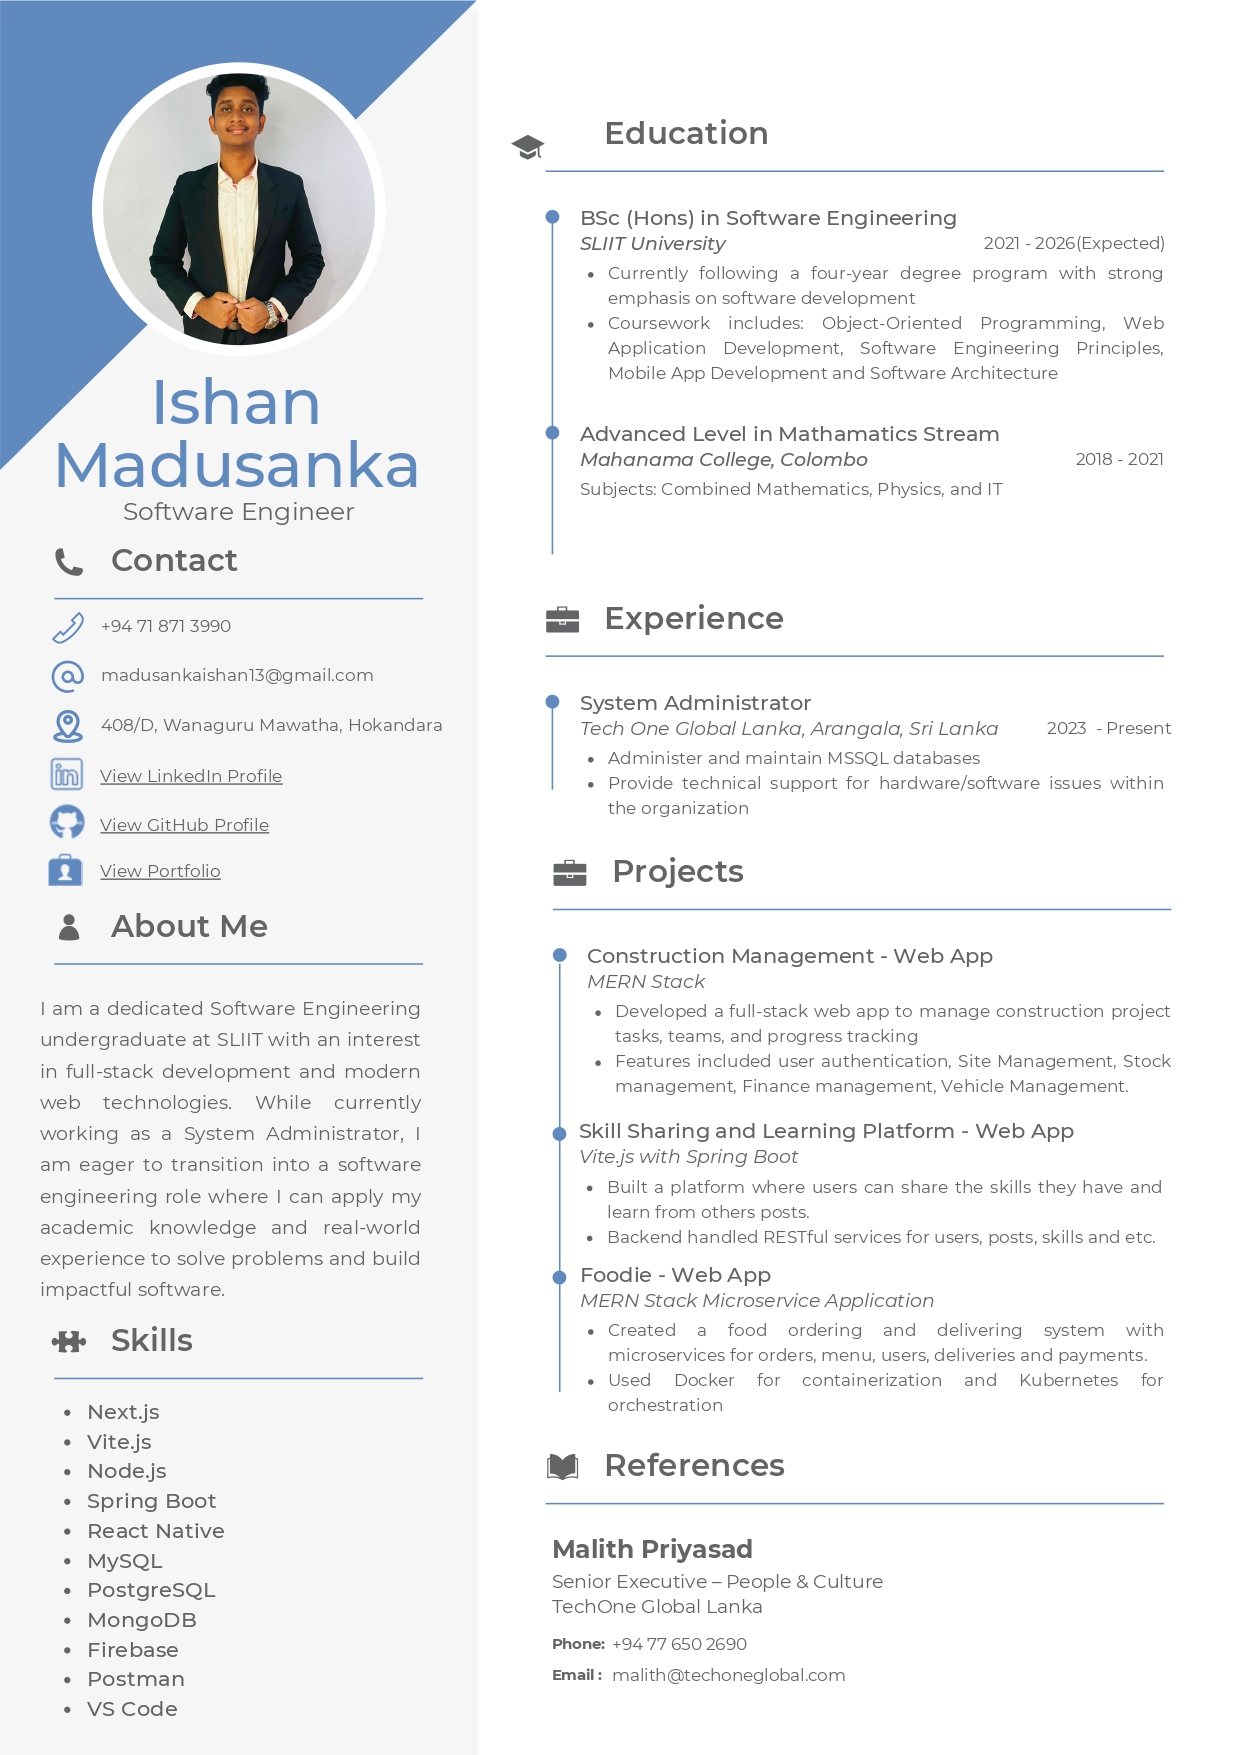 Ishan
Madusanka
Software Engineer
Contact
+94 71 871 3990
madusankaishan13@gmail.com
408/D, Wanaguru Mawatha, Hokandara
in
View LinkedIn Profile
View GitHub Profile
View Portfolio
About Me
I am a dedicated Software Engineering
undergraduate at SLIIT with an interest
in full-stack development and modern
web technologies. While currently
working as a System Administrator, I
am eager to transition into a software
engineering role where I can apply my
academic knowledge and real-world
experience to solve problems and build
impactful software.
Skills
• Next.js
• Vite.js
• Node.js
• Spring Boot
• React Native
• MySQL
• PostgreSQL
• MongoDB
• Firebase
• Postman
• VS Code
Education
BSc (Hons) in Software Engineering
SLIIT University 2021 - 2026(Expected)
• Currently following a four-year degree program with strong
emphasis on software development
• Coursework includes: Object-Oriented Programming, Web
Application Development, Software Engineering Principles,
Mobile App Development and Software Architecture
Advanced Level in Mathamatics Stream
Mahanama College, Colombo 2018 - 2021
Subjects: Combined Mathematics, Physics, and IT
Experience
System Administrator
Tech One Global Lanka, Arangala, Sri Lanka 2023 - Present
• Administer and maintain MSSQL databases
• Provide technical support for hardware/software issues within
the organization
Projects
Construction Management - Web App
MERN Stack
• Developed a full-stack web app to manage construction project
tasks, teams, and progress tracking
• Features included user authentication, Site Management, Stock
management, Finance management, Vehicle Management.
Skill Sharing and Learning Platform - Web App
Vite.js with Spring Boot
• Built a platform where users can share the skills they have and
learn from others posts.
• Backend handled RESTful services for users, posts, skills and etc.
Foodie - Web App
MERN Stack Microservice Application
• Created a food ordering and delivering system with
microservices for orders, menu, users, deliveries and payments.
• Used Docker for containerization and Kubernetes for
orchestration
References
Malith Priyasad
Senior Executive – People & Culture
TechOne Global Lanka
Phone: +94 77 650 2690
Email : malith@techoneglobal.com